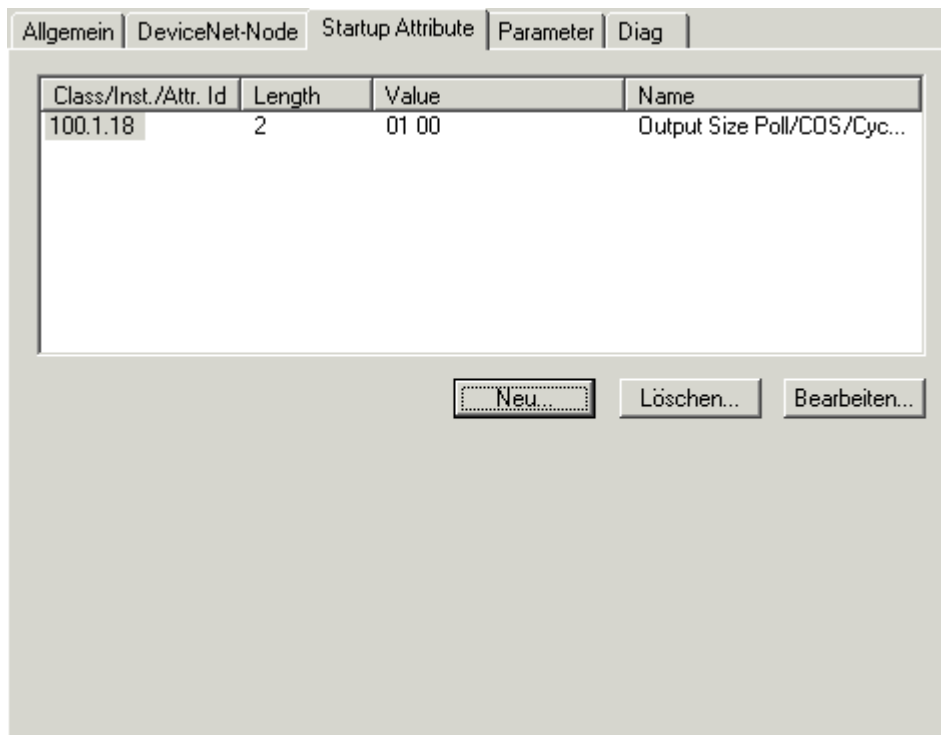 Allgemein DeviceNet-Node Startup Attribute Parameter Diag
Class/Inst./Attr. Id Length Value Name
100.1.18 2 01 00 Output Size Poll/COS/Cyc...
Neu... Löschen... Bearbeiten...